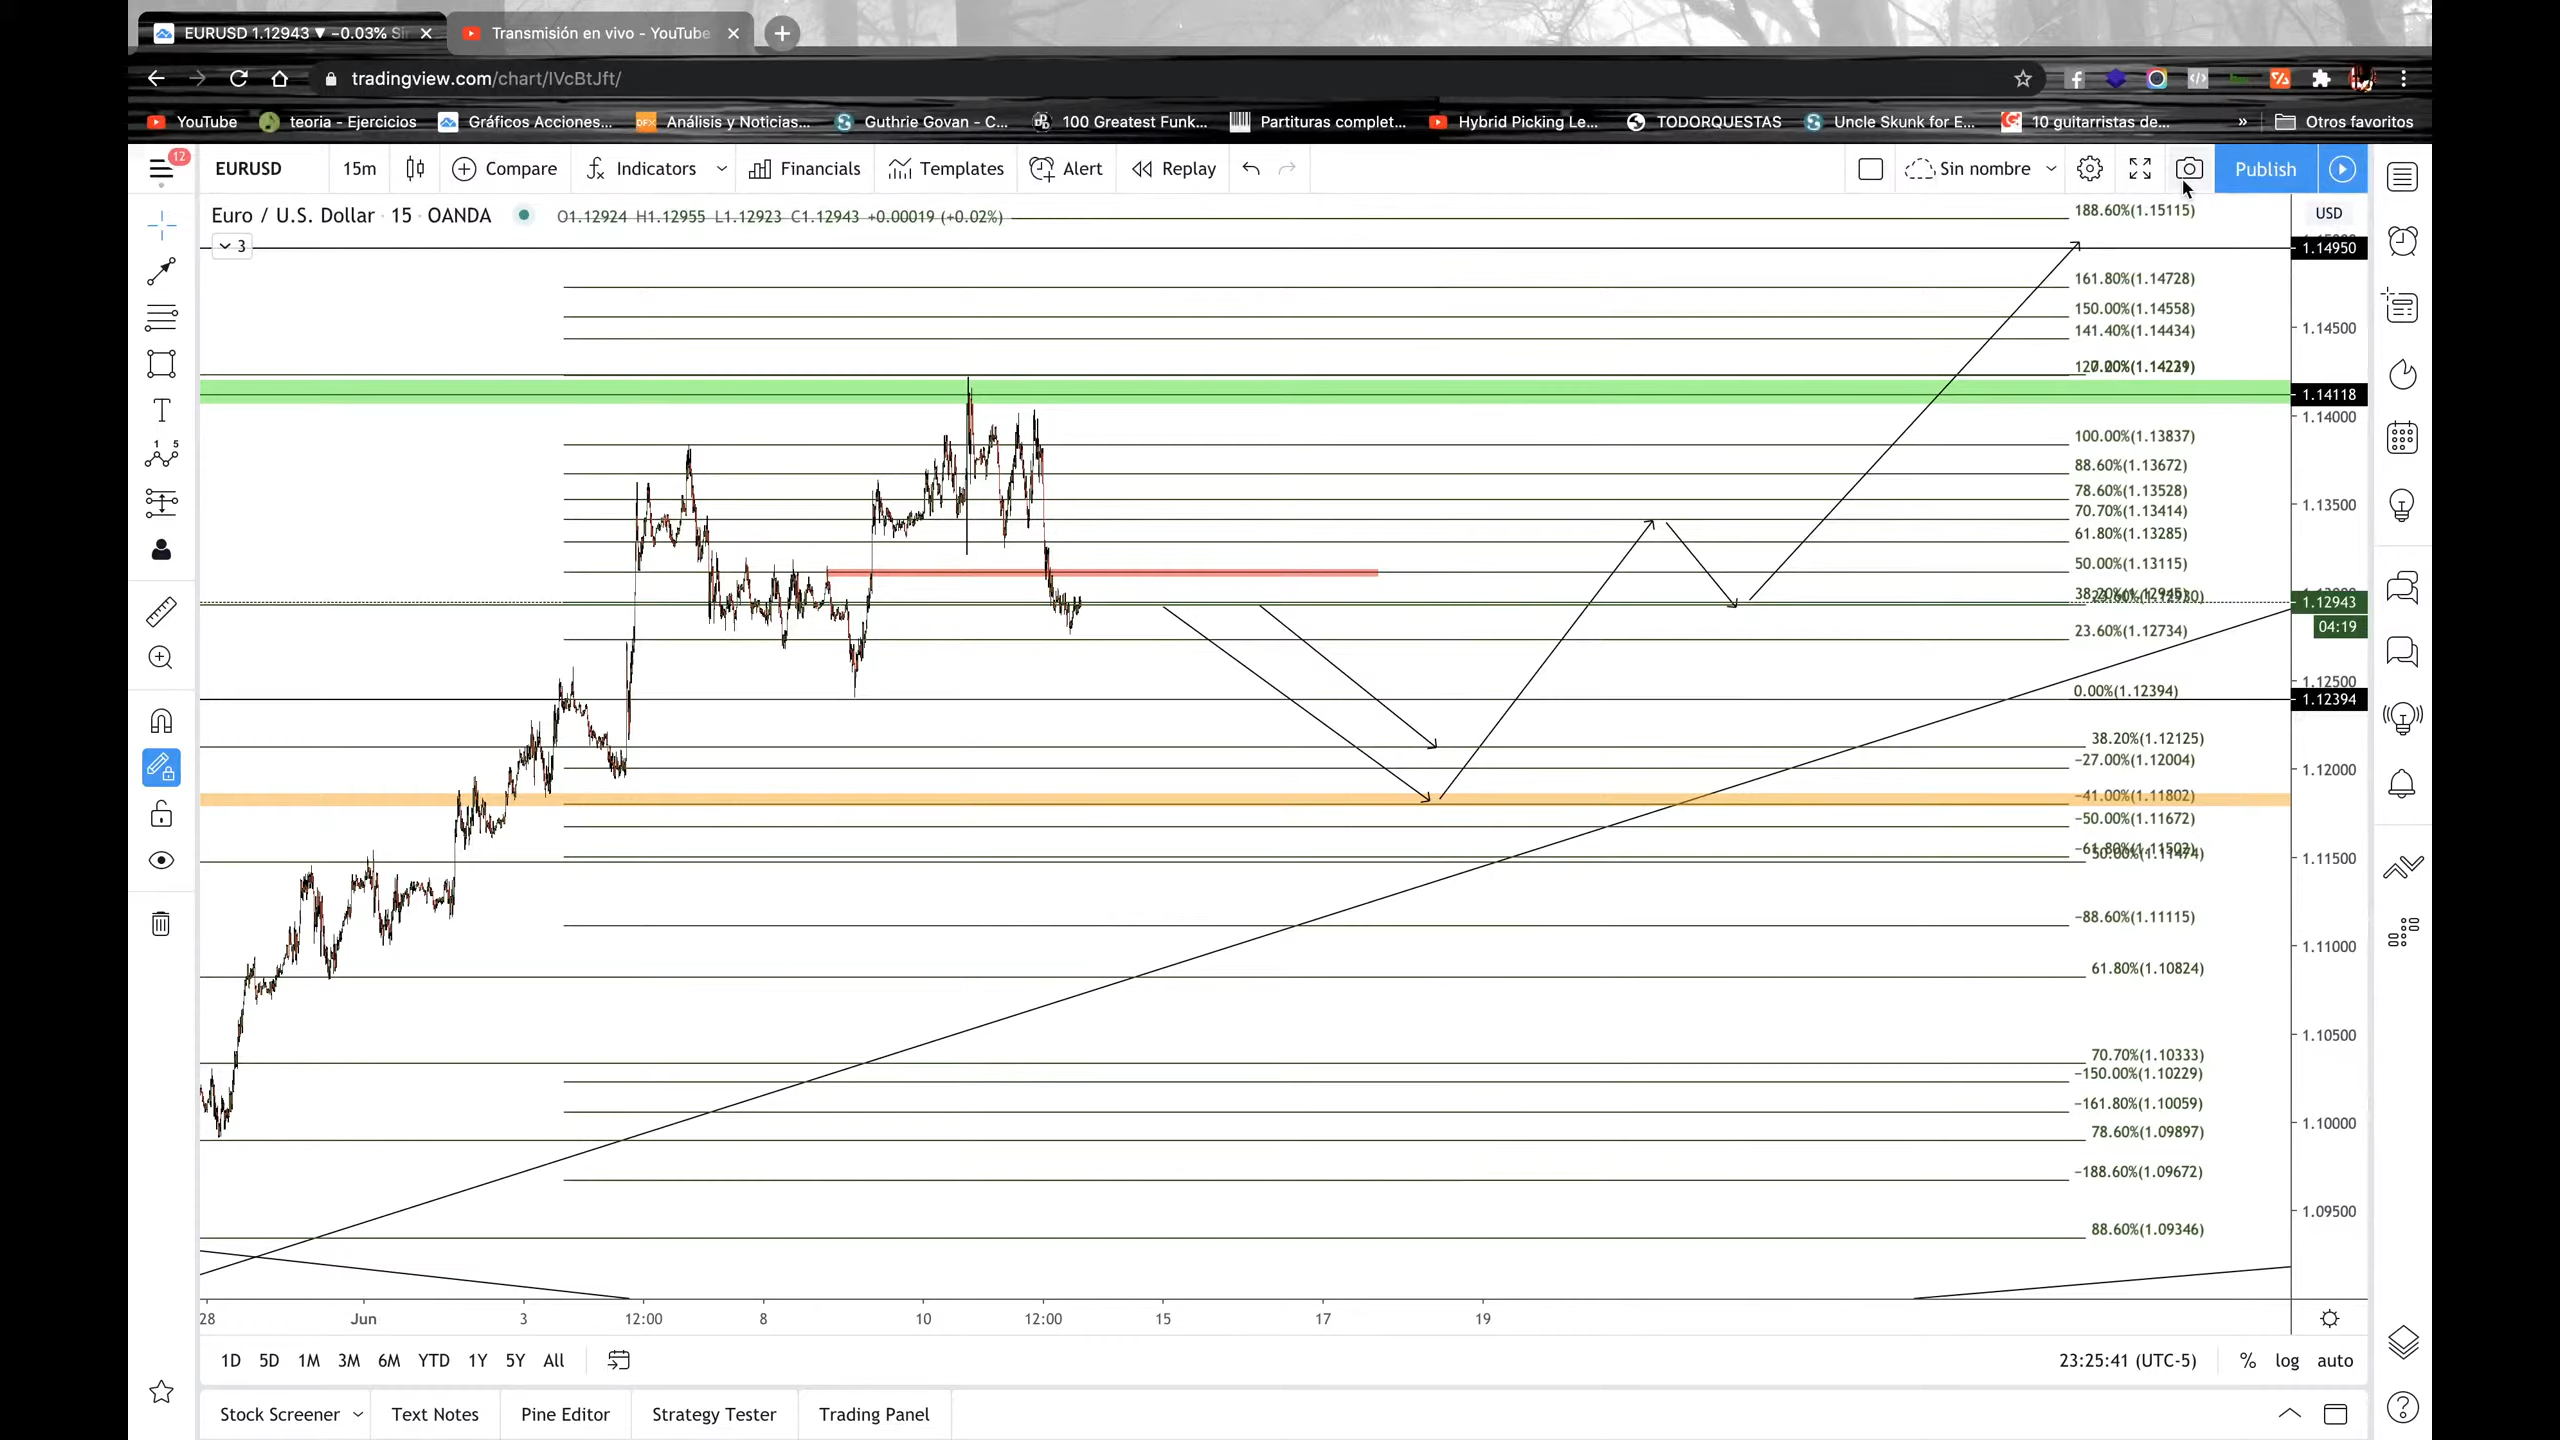 EURUSD 1.12943 ▼ −0.03% Si
Transmisión en vivo - YouTube
tradingview.com/chart/IVcBtJft/
YouTube
teoria - Ejercicios
Gráficos Acciones...
Análisis y Noticias...
Guthrie Govan - C...
100 Greatest Funk...
Partituras complet...
Hybrid Picking Le...
TODORQUESTAS
Uncle Skunk for E...
10 guitarristas de...
»
Otros favoritos
12
EURUSD
15m
Compare
Indicators
Financials
Templates
Alert
Replay
Sin nombre
Publish
Euro / U.S. Dollar · 15 · OANDA
O1.12924 H1.12955 L1.12923 C1.12943 +0.00019 (+0.02%)
3
USD
188.60%(1.15115)
1.14950
161.80%(1.14728)
150.00%(1.14558)
141.40%(1.14434)
1.14500
1.14118
1.14000
100.00%(1.13837)
88.60%(1.13672)
78.60%(1.13528)
1.13500
70.70%(1.13414)
61.80%(1.13285)
50.00%(1.13115)
1.12943
04:19
23.60%(1.12734)
1.12500
0.00%(1.12394)
1.12394
38.20%(1.12125)
−27.00%(1.12004)
1.12000
−41.00%(1.11802)
−50.00%(1.11672)
1.11500
−88.60%(1.11115)
1.11000
61.80%(1.10824)
1.10500
70.70%(1.10333)
−150.00%(1.10229)
−161.80%(1.10059)
1.10000
78.60%(1.09897)
−188.60%(1.09672)
1.09500
88.60%(1.09346)
28
Jun
3
12:00
8
10
12:00
15
17
19
1D 5D 1M 3M 6M YTD 1Y 5Y All
23:25:41 (UTC-5)
% log auto
Stock Screener
Text Notes
Pine Editor
Strategy Tester
Trading Panel